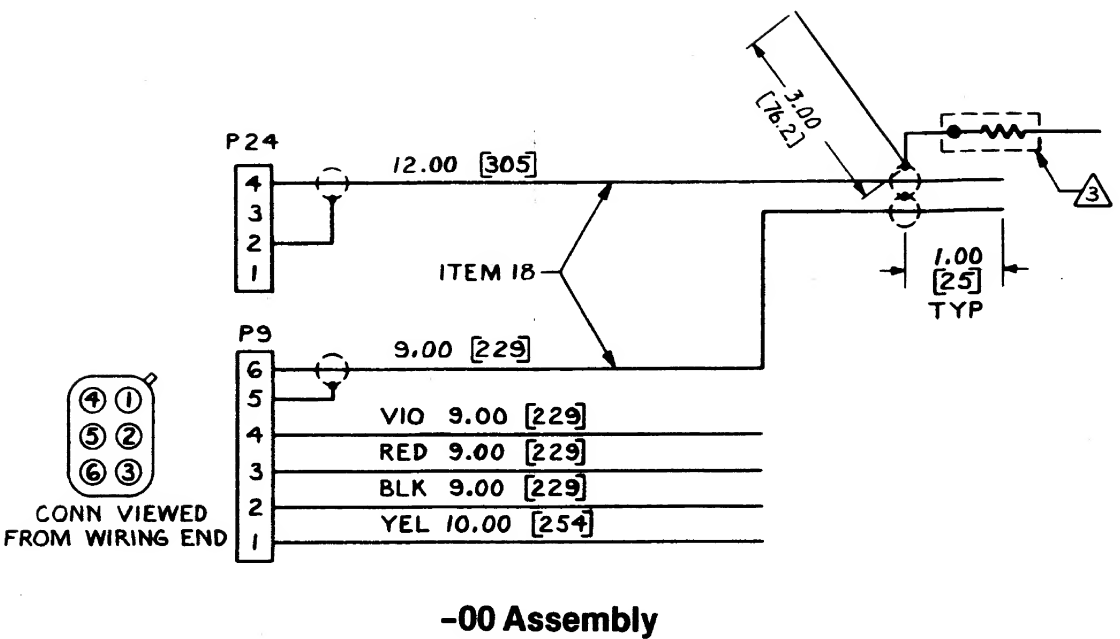 P24
4
3
2
1
12.00 [305]
3.00
[76.2]
3
1.00
[25]
TYP
ITEM 18
P9
6
5
4
3
2
1
9.00 [229]
VIO 9.00 [229]
RED 9.00 [229]
BLK 9.00 [229]
YEL 10.00 [254]
4 1
5 2
6 3
CONN VIEWED
FROM WIRING END
-00 Assembly